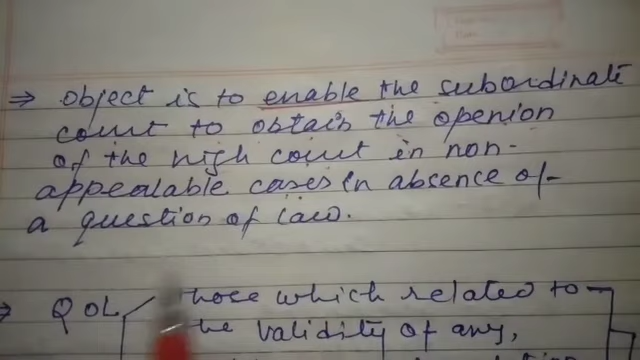 ⇒ object is to enable the subordinate
court to obtain the openion
of the high court in non-
appealable cases in absence of
a question of law.
QOL those which related to
the validity of any,